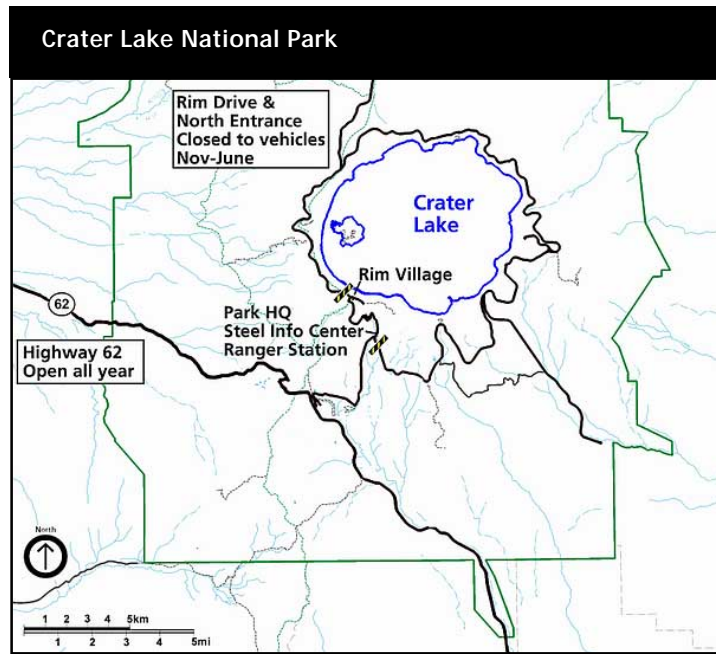 Crater Lake National Park
Rim Drive &
North Entrance
Closed to vehicles
Nov-June
Crater
Lake
Rim Village
62
Park HQ
Steel Info Center
Ranger Station
Highway 62
Open all year
North
1 2 3 4 5km
1 2 3 4 5mi